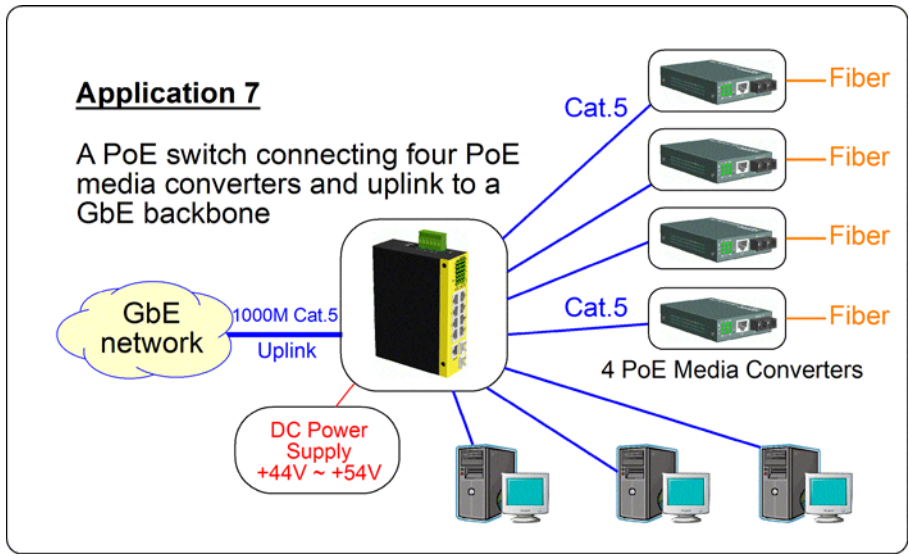 Application 7
A PoE switch connecting four PoE
media converters and uplink to a
GbE backbone
Cat.5
Fiber
Fiber
Fiber
Cat.5
Fiber
4 PoE Media Converters
GbE
network
1000M Cat.5
Uplink
DC Power
Supply
+44V ~ +54V